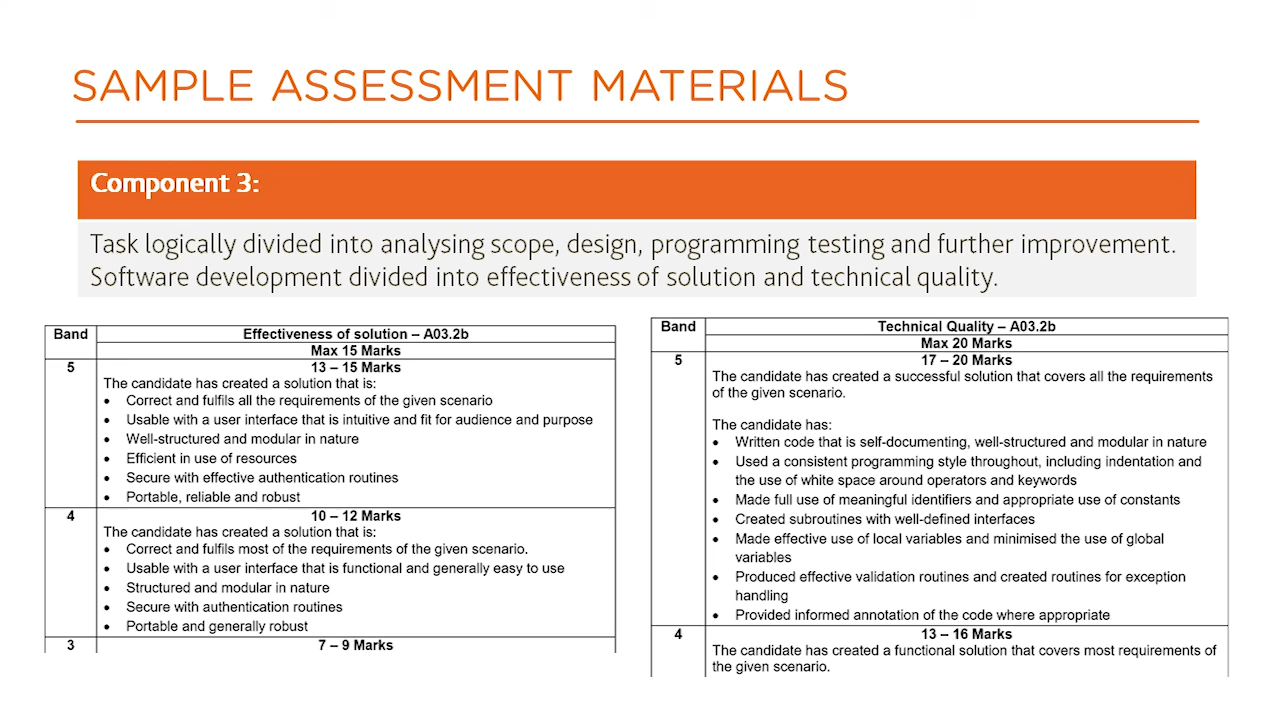 SAMPLE ASSESSMENT MATERIALS
Component 3:
Task logically divided into analysing scope, design, programming testing and further improvement.
Software development divided into effectiveness of solution and technical quality.
Band
Effectiveness of solution – A03.2b
Max 15 Marks
5
13 – 15 Marks
The candidate has created a solution that is:
• Correct and fulfils all the requirements of the given scenario
• Usable with a user interface that is intuitive and fit for audience and purpose
• Well-structured and modular in nature
• Efficient in use of resources
• Secure with effective authentication routines
• Portable, reliable and robust
4
10 – 12 Marks
The candidate has created a solution that is:
• Correct and fulfils most of the requirements of the given scenario.
• Usable with a user interface that is functional and generally easy to use
• Structured and modular in nature
• Secure with authentication routines
• Portable and generally robust
3
7 – 9 Marks
Band
Technical Quality – A03.2b
Max 20 Marks
5
17 – 20 Marks
The candidate has created a successful solution that covers all the requirements
of the given scenario.
The candidate has:
• Written code that is self-documenting, well-structured and modular in nature
• Used a consistent programming style throughout, including indentation and
the use of white space around operators and keywords
• Made full use of meaningful identifiers and appropriate use of constants
• Created subroutines with well-defined interfaces
• Made effective use of local variables and minimised the use of global
variables
• Produced effective validation routines and created routines for exception
handling
• Provided informed annotation of the code where appropriate
4
13 – 16 Marks
The candidate has created a functional solution that covers most requirements of
the given scenario.